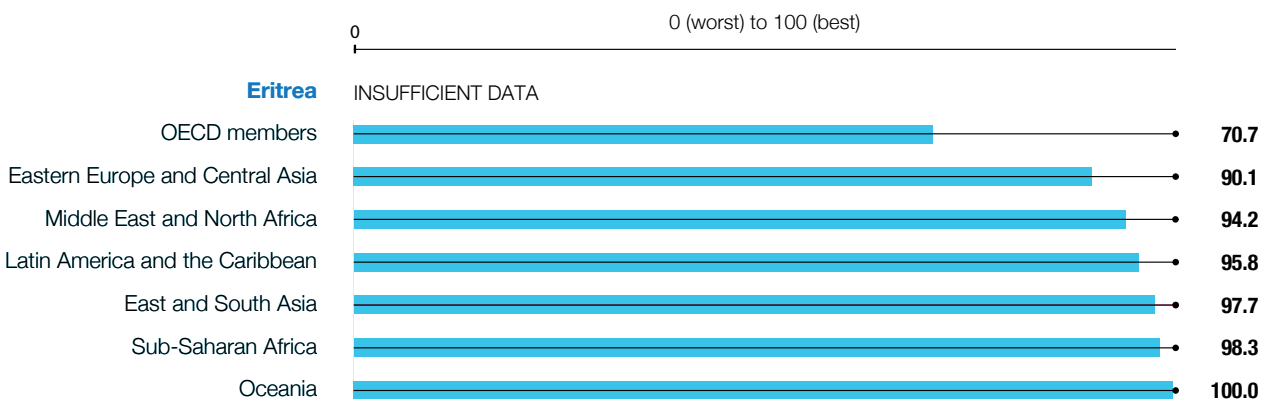 0 (worst) to 100 (best)
0
Eritrea INSUFFICIENT DATA
OECD members 70.7
Eastern Europe and Central Asia 90.1
Middle East and North Africa 94.2
Latin America and the Caribbean 95.8
East and South Asia 97.7
Sub-Saharan Africa 98.3
Oceania 100.0